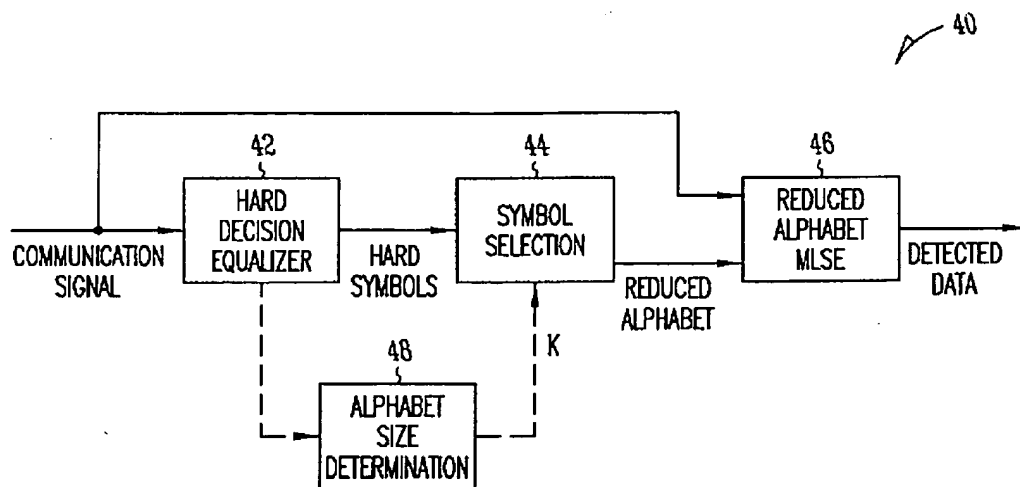 40
42
HARD
DECISION
EQUALIZER
44
SYMBOL
SELECTION
46
REDUCED
ALPHABET
MLSE
COMMUNICATION
SIGNAL
HARD
SYMBOLS
REDUCED
ALPHABET
DETECTED
DATA
K
48
ALPHABET
SIZE
DETERMINATION